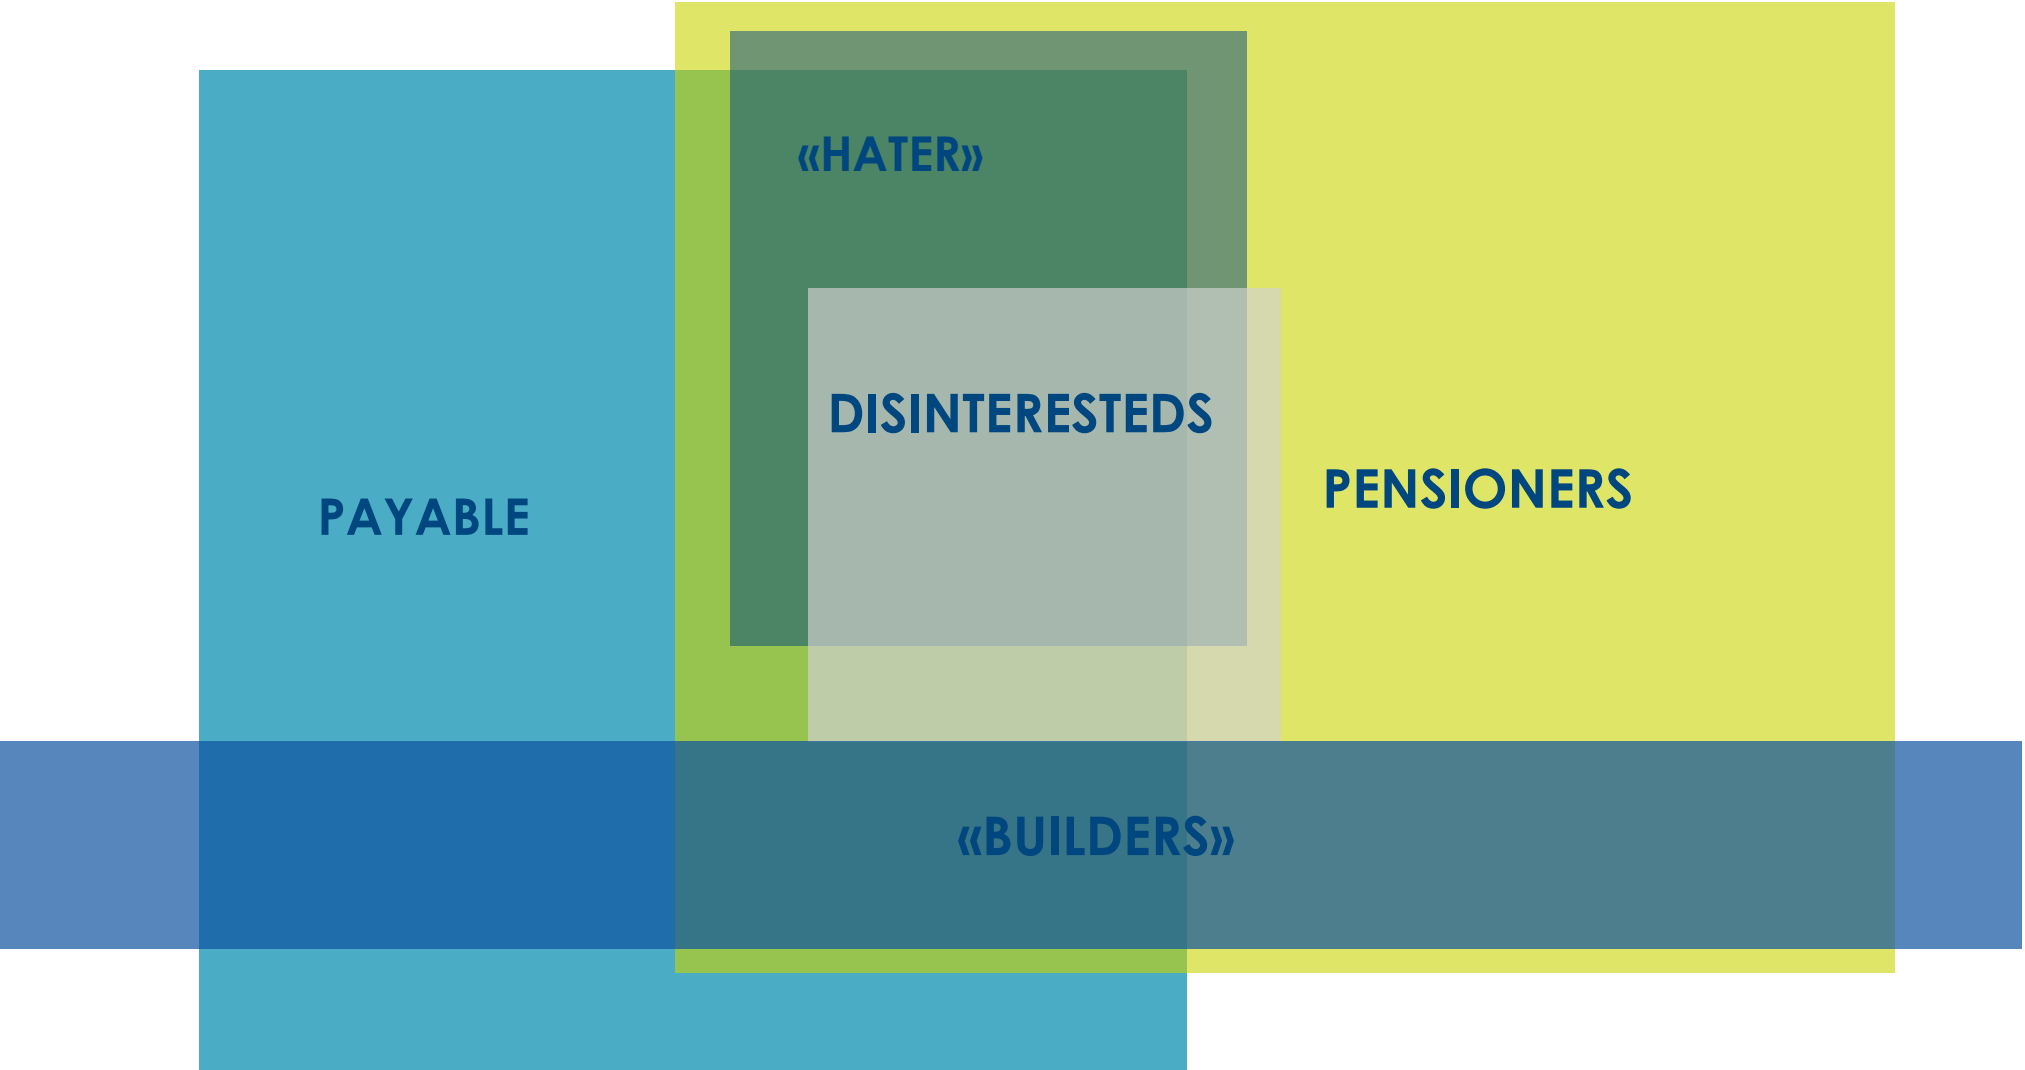 «HATER»
DISINTERESTEDS
PENSIONERS
PAYABLE
«BUILDERS»